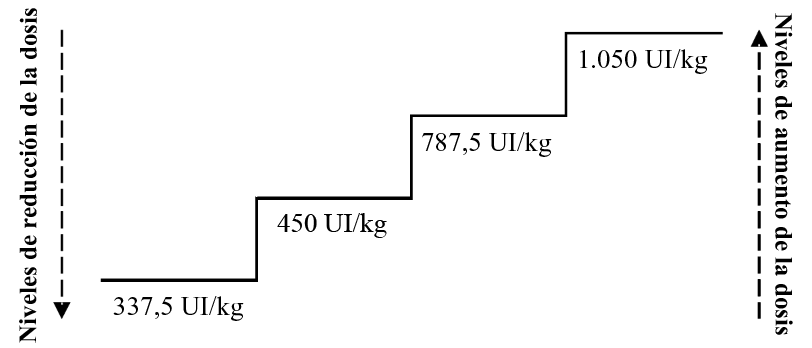 Niveles de reducción de la dosis
1.050 UI/kg
787,5 UI/kg
450 UI/kg
337,5 UI/kg
Niveles de aumento de la dosis